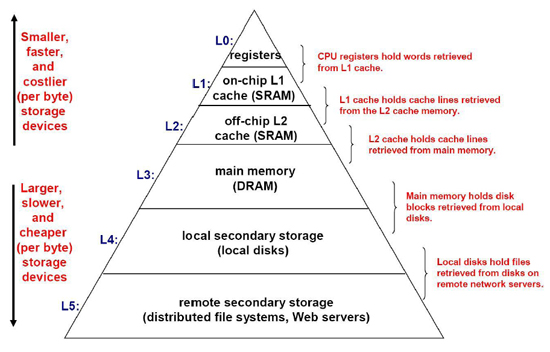 Smaller,
faster,
and
costlier
(per byte)
storage
devices
Larger,
slower,
and
cheaper
(per byte)
storage
devices
L0:
registers
L1:
on-chip L1
cache (SRAM)
L2:
off-chip L2
cache (SRAM)
L3:
main memory
(DRAM)
L4:
local secondary storage
(local disks)
L5:
remote secondary storage
(distributed file systems, Web servers)
CPU registers hold words retrieved
from L1 cache.
L1 cache holds cache lines retrieved
from the L2 cache memory.
L2 cache holds cache lines
retrieved from main memory.
Main memory holds disk
blocks retrieved from local
disks.
Local disks hold files
retrieved from disks on
remote network servers.